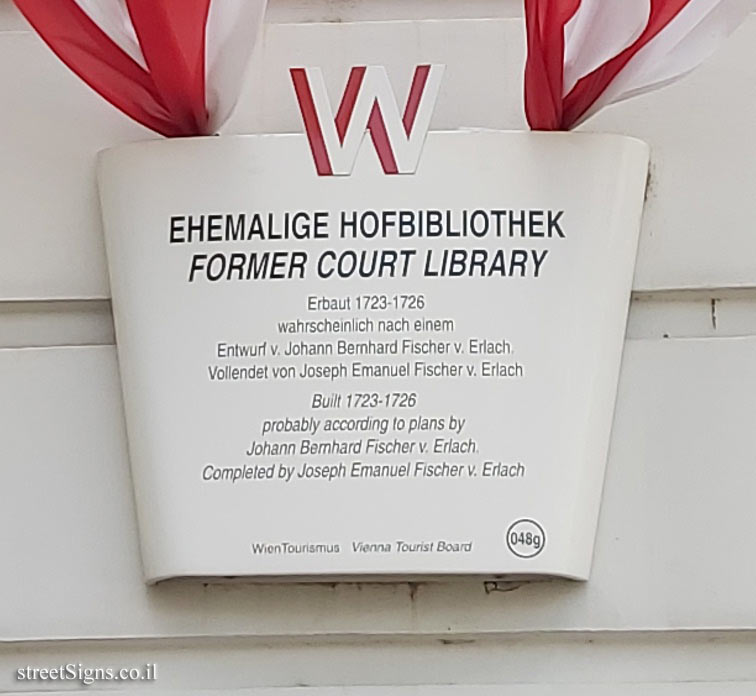 W
EHEMALIGE HOFBIBLIOTHEK
FORMER COURT LIBRARY
Erbaut 1723-1726
wahrscheinlich nach einem
Entwurf v. Johann Bernhard Fischer v. Erlach,
Vollendet von Joseph Emanuel Fischer v. Erlach
Built 1723-1726
probably according to plans by
Johann Bernhard Fischer v. Erlach,
Completed by Joseph Emanuel Fischer v. Erlach
WienTourismus Vienna Tourist Board 048g
streetSigns.co.il